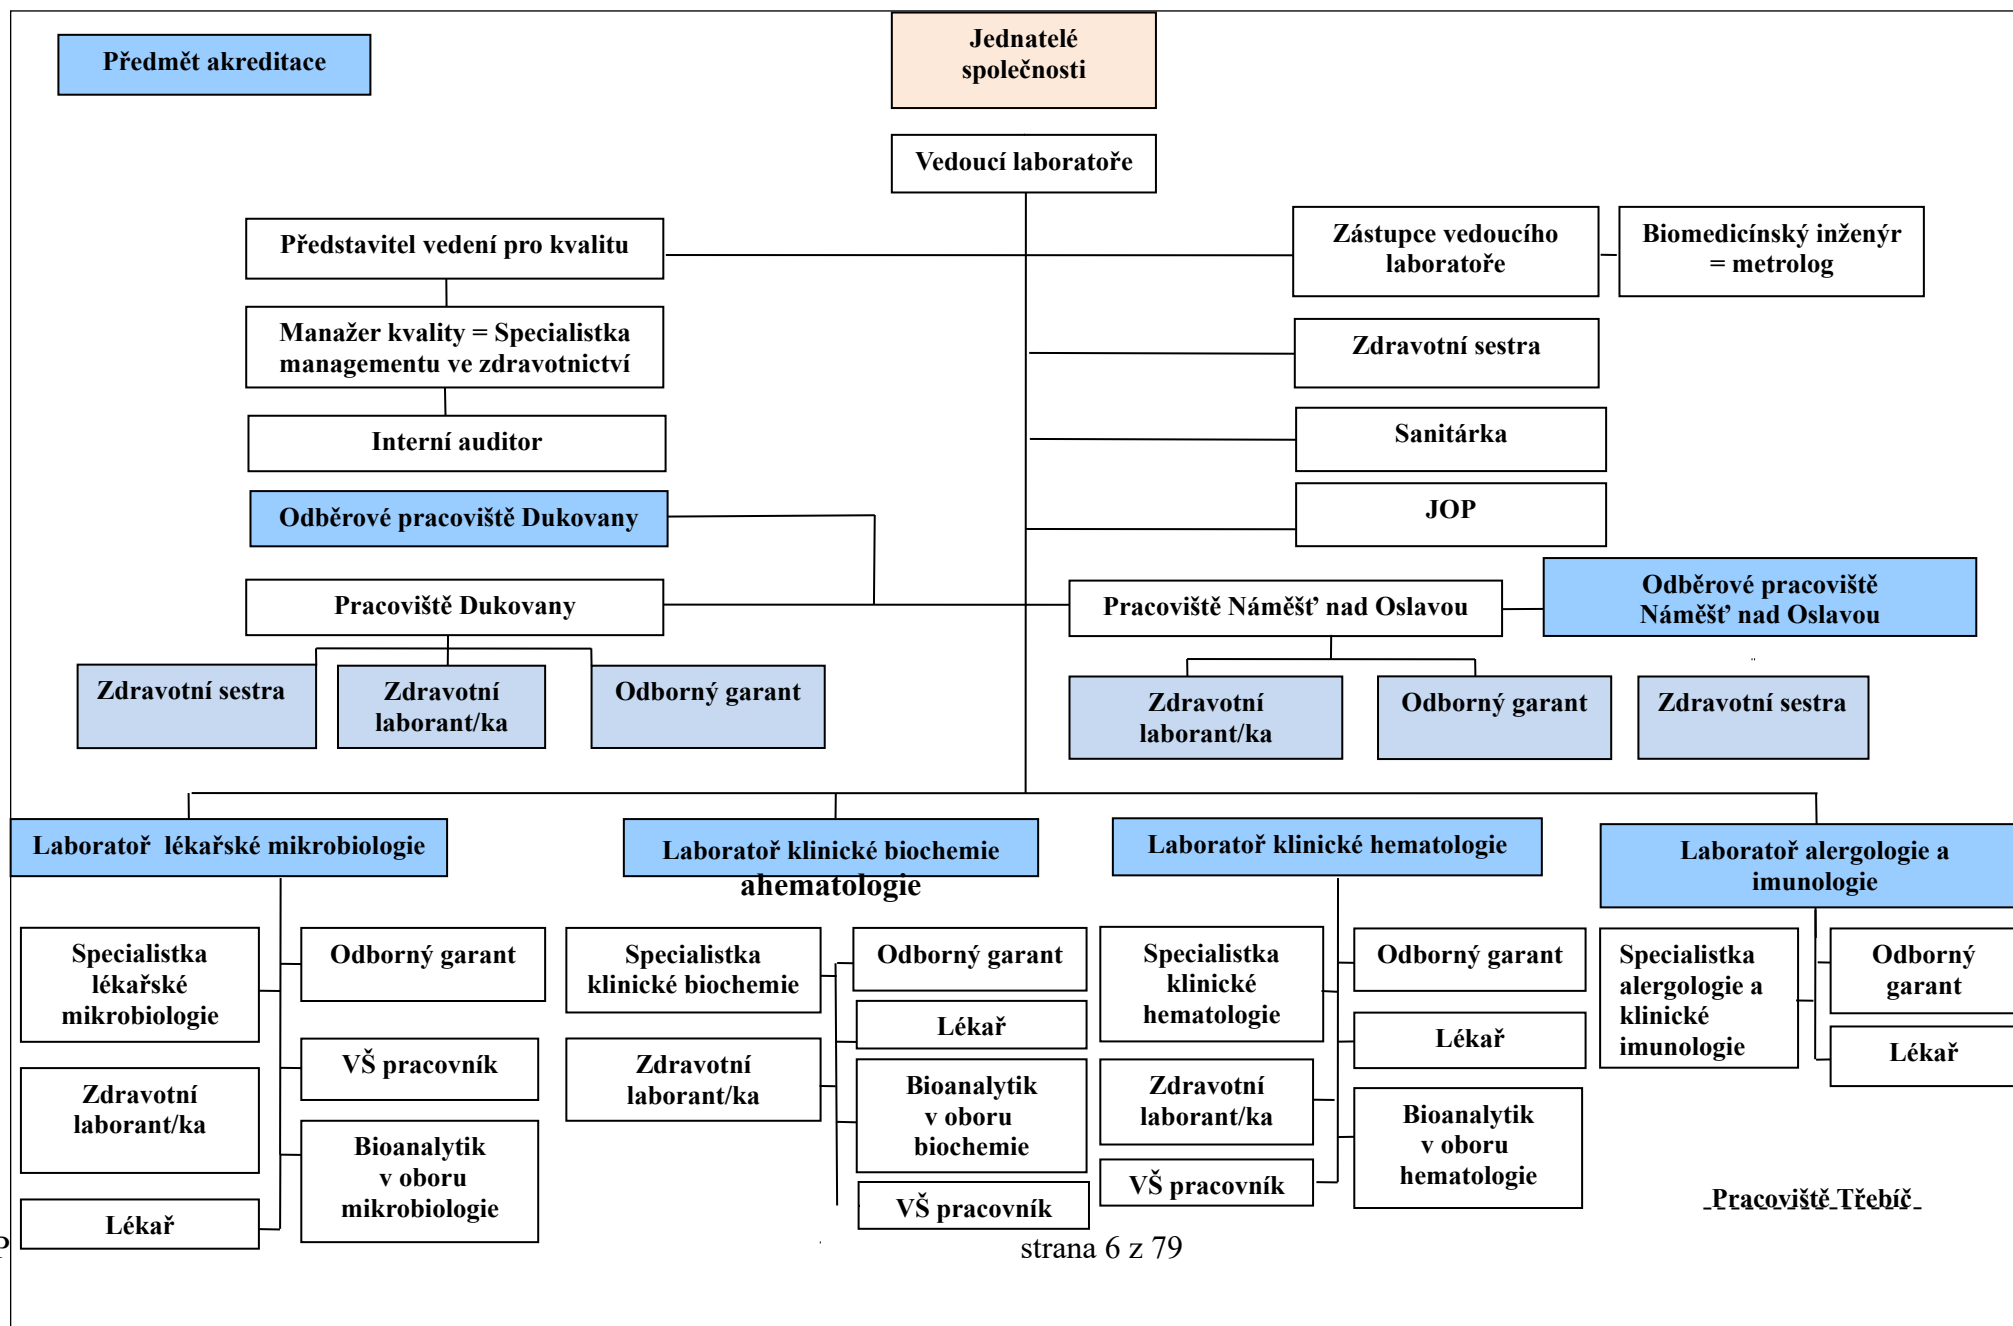 Předmět akreditace
Jednatelé
společnosti
Vedoucí laboratoře
Představitel vedení pro kvalitu
Zástupce vedoucího
laboratoře
Biomedicínský inženýr
= metrolog
Manažer kvality = Specialistka
managementu ve zdravotnictví
Zdravotní sestra
Interní auditor
Sanitárka
Odběrové pracoviště Dukovany
JOP
Pracoviště Dukovany
Pracoviště Náměšť nad Oslavou
Odběrové pracoviště
Náměšť nad Oslavou
Zdravotní sestra
Zdravotní
laborant/ka
Odborný garant
Zdravotní
laborant/ka
Odborný garant
Zdravotní sestra
Laboratoř  lékařské mikrobiologie
Laboratoř klinické biochemie
ahematologie
Laboratoř klinické hematologie
Laboratoř alergologie a
imunologie
Specialistka
lékařské
mikrobiologie
Odborný garant
VŠ pracovník
Zdravotní
laborant/ka
Bioanalytik
v oboru
mikrobiologie
Lékař
Specialistka
klinické biochemie
Odborný garant
Lékař
Zdravotní
laborant/ka
Bioanalytik
v oboru
biochemie
VŠ pracovník
Specialistka
klinické
hematologie
Odborný garant
Lékař
Zdravotní
laborant/ka
Bioanalytik
v oboru
hematologie
VŠ pracovník
Specialistka
alergologie a
klinické
imunologie
Odborný
garant
Lékař
Pracoviště Třebíč
strana 6 z 79